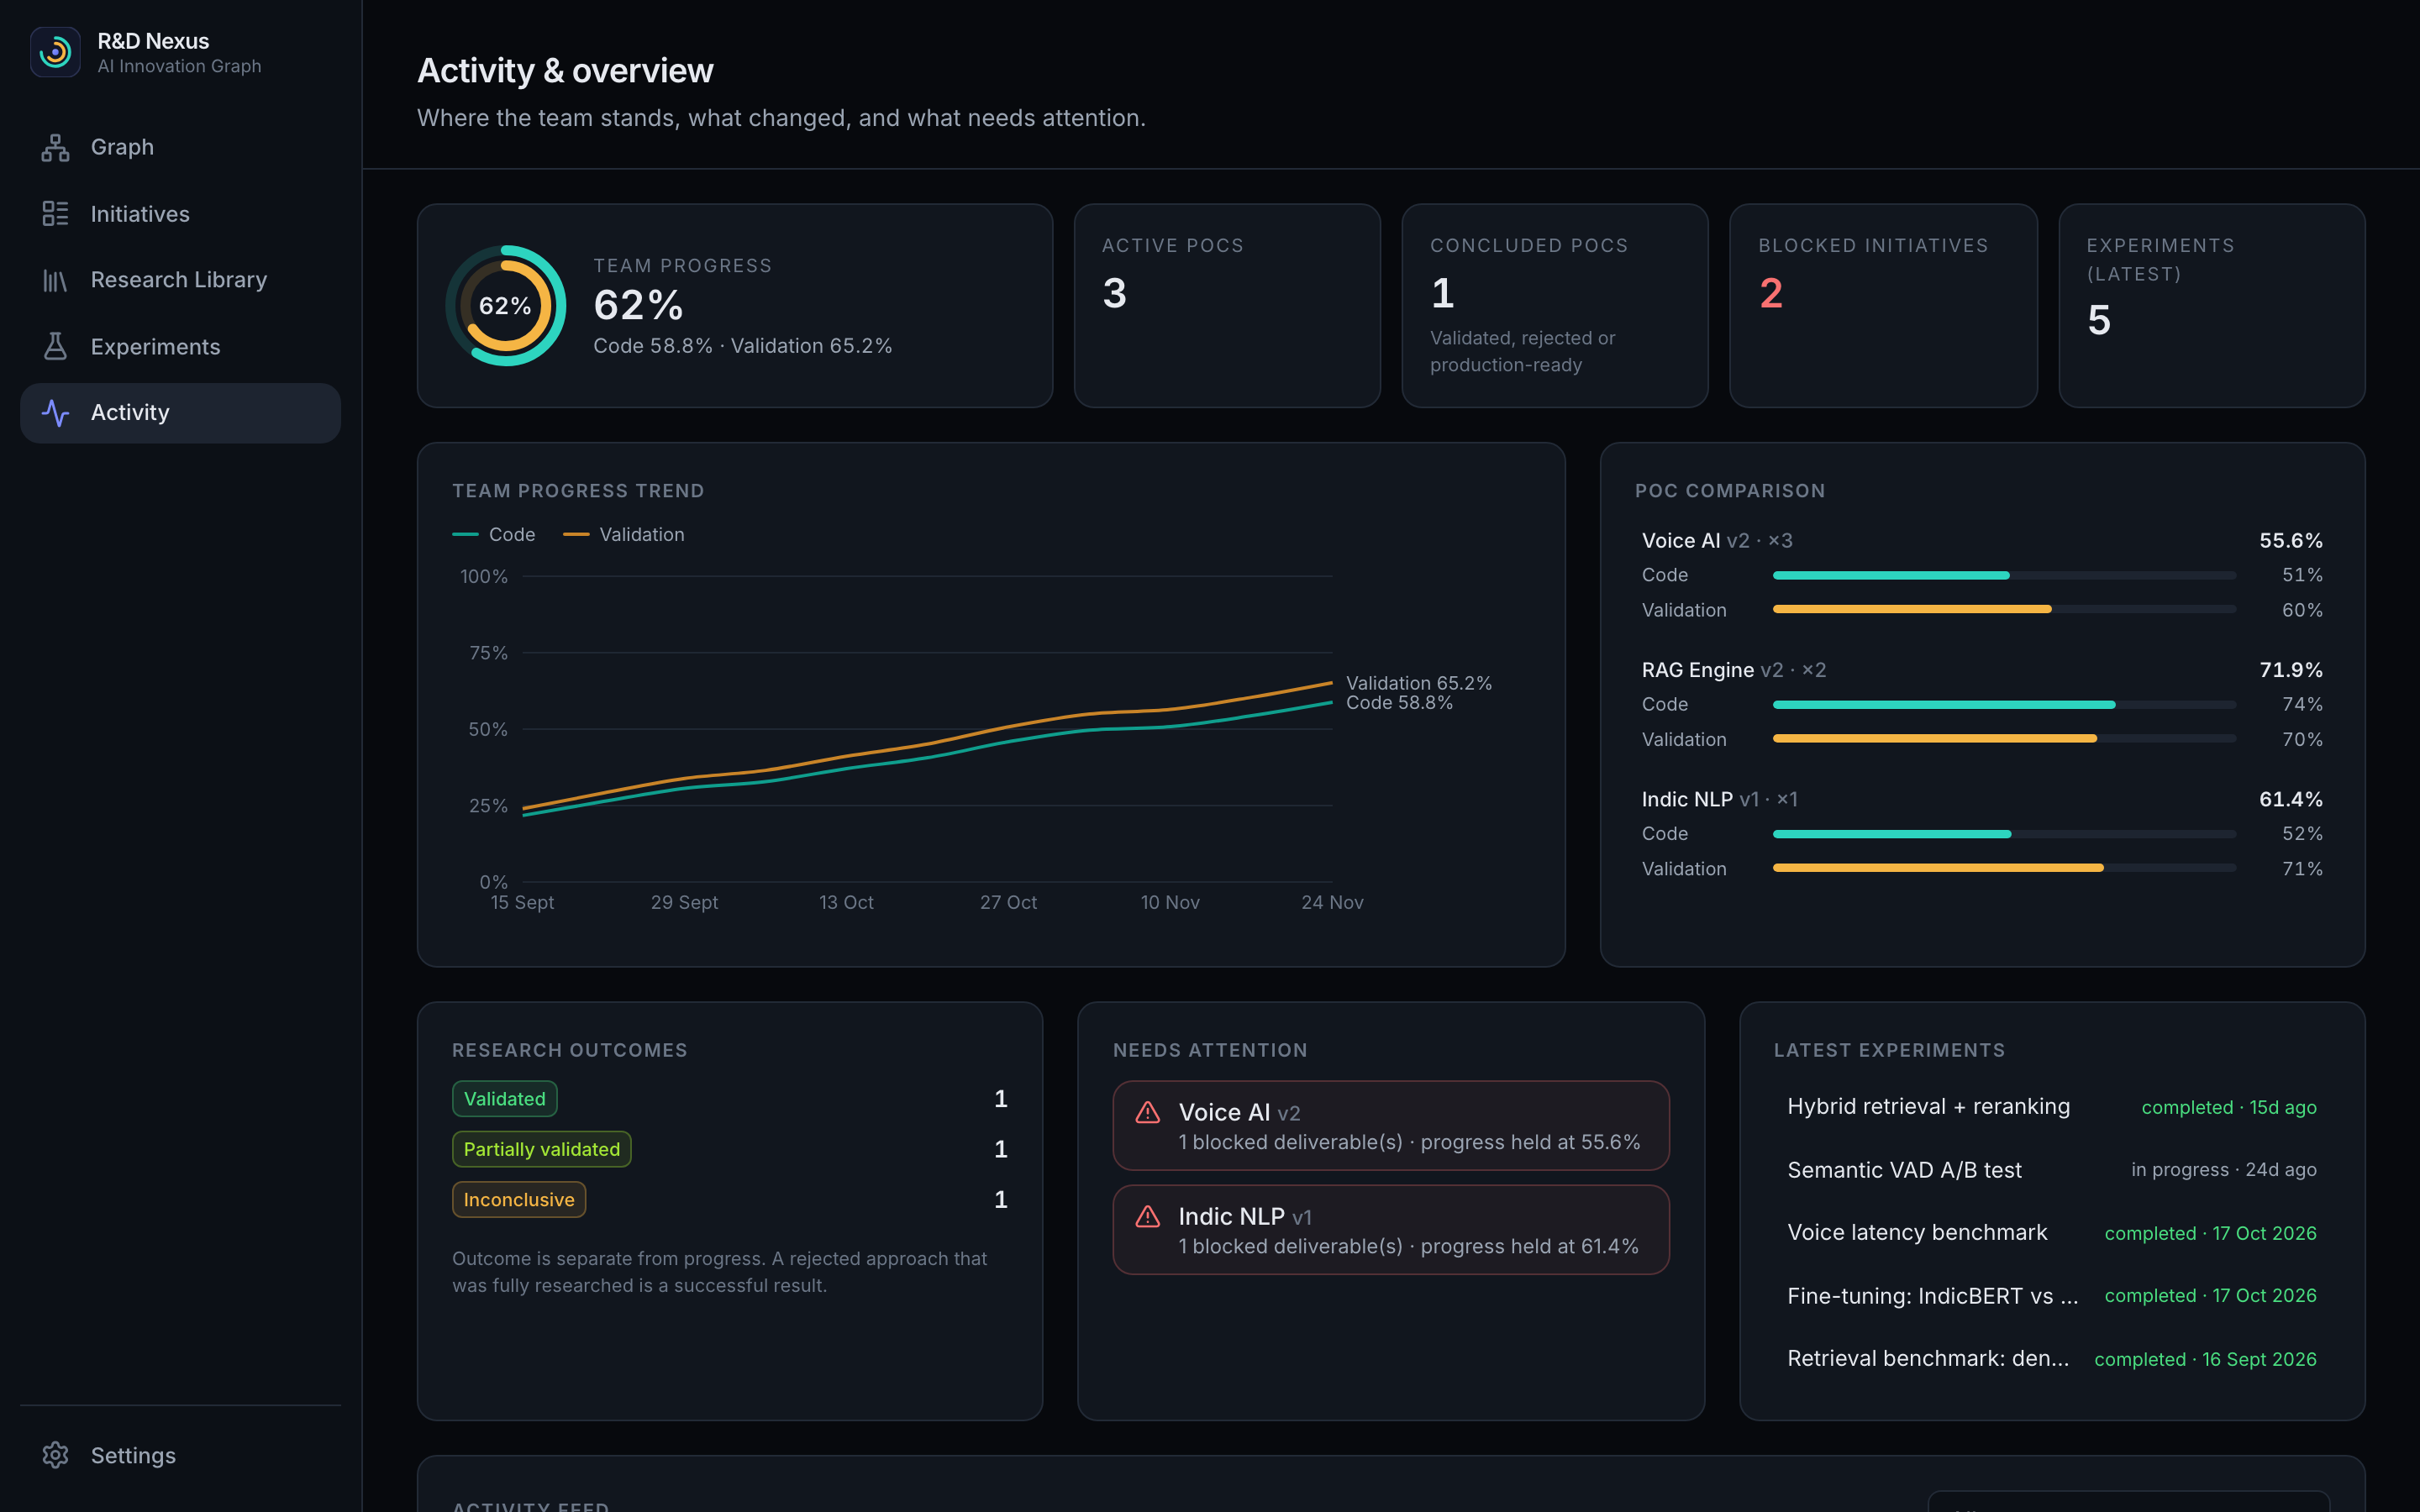 R&D Nexus
AI Innovation Graph
Graph
Initiatives
Research Library
Experiments
Activity
Settings
Activity & overview
Where the team stands, what changed, and what needs attention.
62%
TEAM PROGRESS
62%
Code 58.8% · Validation 65.2%
ACTIVE POCS
3
CONCLUDED POCS
1
Validated, rejected or
production-ready
BLOCKED INITIATIVES
2
EXPERIMENTS
(LATEST)
5
TEAM PROGRESS TREND
Code Validation
100%
75%
50%
25%
0%
Validation 65.2%
Code 58.8%
15 Sept 29 Sept 13 Oct 27 Oct 10 Nov 24 Nov
POC COMPARISON
Voice AI v2 · ×3 55.6%
Code 51%
Validation 60%
RAG Engine v2 · ×2 71.9%
Code 74%
Validation 70%
Indic NLP v1 · ×1 61.4%
Code 52%
Validation 71%
RESEARCH OUTCOMES
Validated 1
Partially validated 1
Inconclusive 1
Outcome is separate from progress. A rejected approach that
was fully researched is a successful result.
NEEDS ATTENTION
Voice AI v2
1 blocked deliverable(s) · progress held at 55.6%
Indic NLP v1
1 blocked deliverable(s) · progress held at 61.4%
LATEST EXPERIMENTS
Hybrid retrieval + reranking completed · 15d ago
Semantic VAD A/B test in progress · 24d ago
Voice latency benchmark completed · 17 Oct 2026
Fine-tuning: IndicBERT vs ... completed · 17 Oct 2026
Retrieval benchmark: den... completed · 16 Sept 2026
ACTIVITY FEED